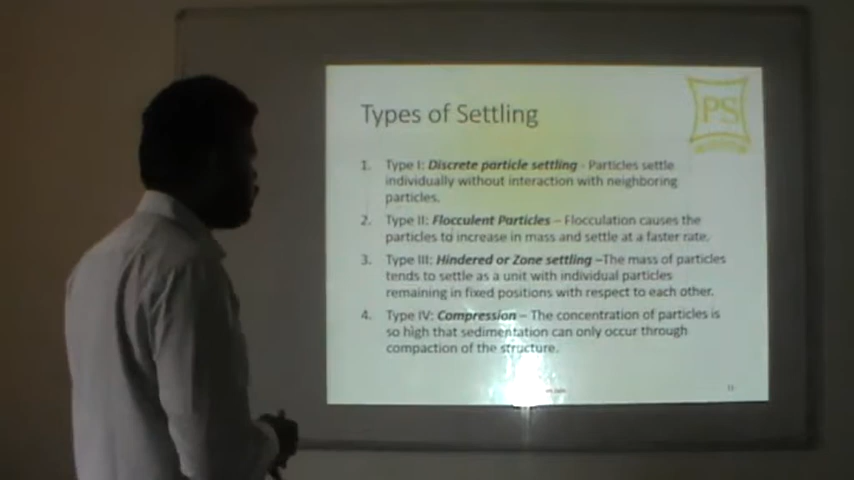 PS
Types of Settling
1. Type I: Discrete particle settling - Particles settle
individually without interaction with neighboring
particles.
2. Type II: Flocculent Particles – Flocculation causes the
particles to increase in mass and settle at a faster rate.
3. Type III: Hindered or Zone settling –The mass of particles
tends to settle as a unit with individual particles
remaining in fixed positions with respect to each other.
4. Type IV: Compression – The concentration of particles is
so high that sedimentation can only occur through
compaction of the structure.